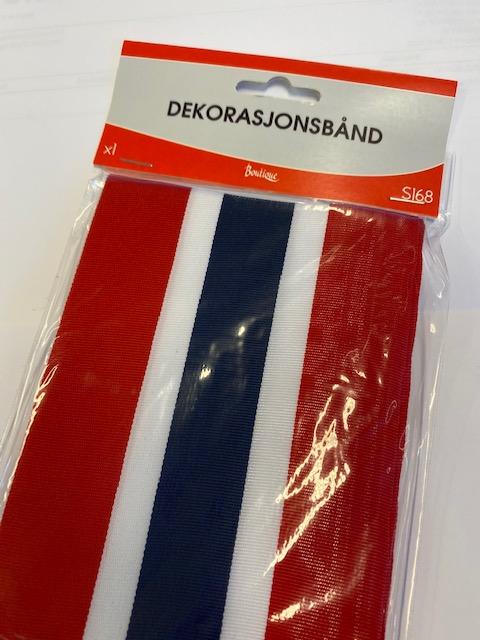 DEKORASJONSBÅND
x1
Boutique
S168